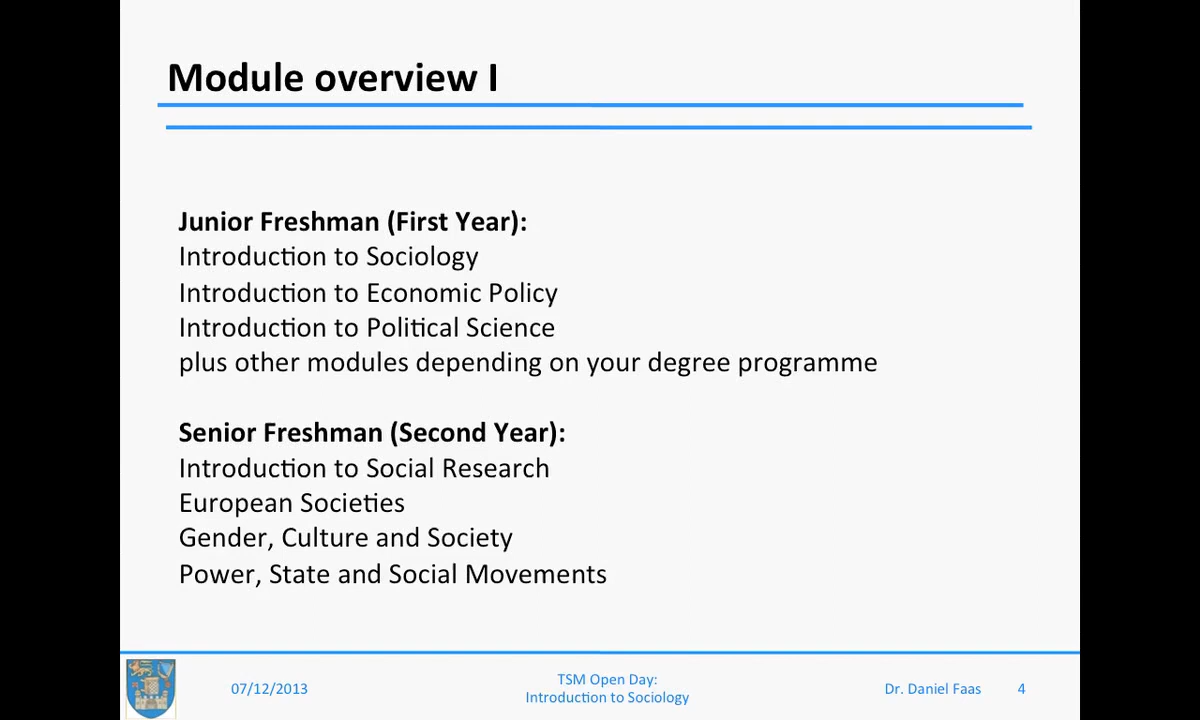 Module overview I
Junior Freshman (First Year):
Introduction to Sociology
Introduction to Economic Policy
Introduction to Political Science
plus other modules depending on your degree programme
Senior Freshman (Second Year):
Introduction to Social Research
European Societies
Gender, Culture and Society
Power, State and Social Movements
07/12/2013
TSM Open Day:
Introduction to Sociology
Dr. Daniel Faas
4